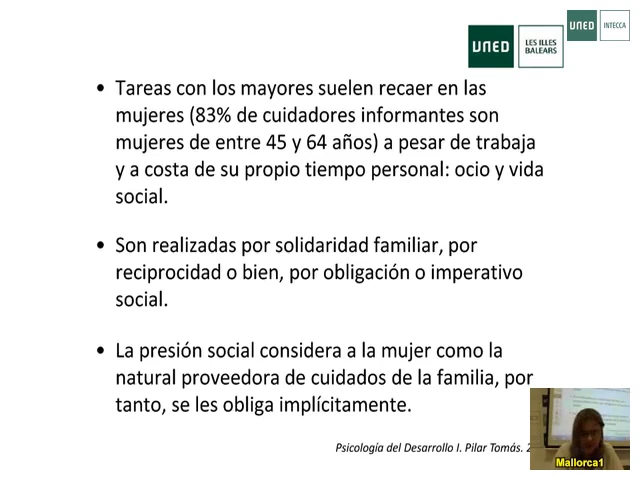 UNED
INTECCA
UNED
LES ILLES
BALEARS
• Tareas con los mayores suelen recaer en las
mujeres (83% de cuidadores informantes son
mujeres de entre 45 y 64 años) a pesar de trabaja
y a costa de su propio tiempo personal: ocio y vida
social.
• Son realizadas por solidaridad familiar, por
reciprocidad o bien, por obligación o imperativo
social.
• La presión social considera a la mujer como la
natural proveedora de cuidados de la familia, por
tanto, se les obliga implícitamente.
Psicología del Desarrollo I. Pilar Tomás. 2
Mallorca1